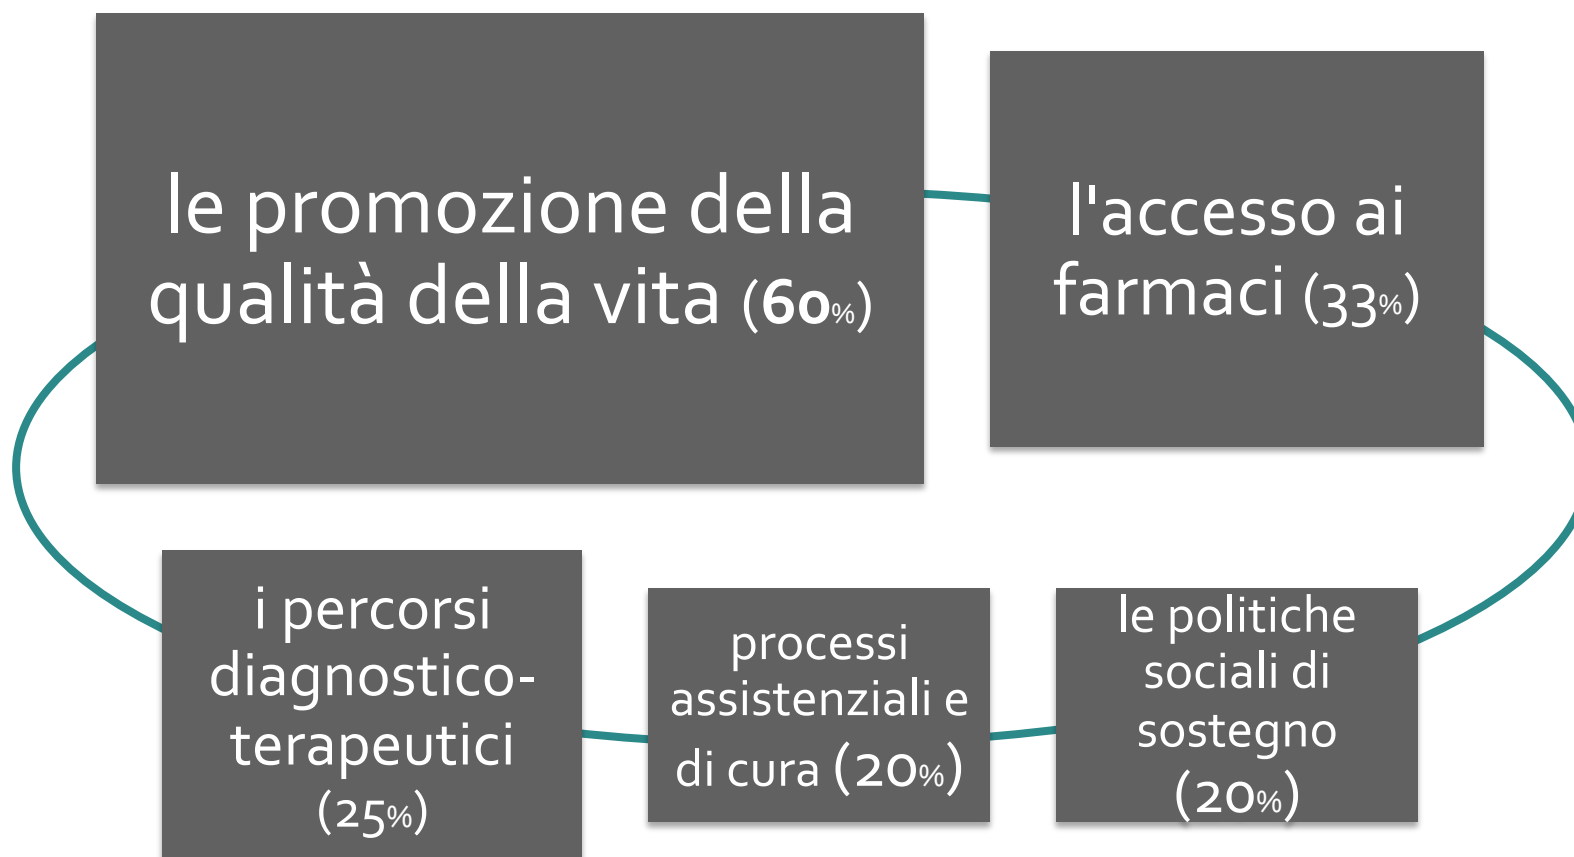 le promozione della
qualità della vita (60%)
l'accesso ai
farmaci (33%)
i percorsi
diagnostico-
terapeutici
(25%)
processi
assistenziali e
di cura (20%)
le politiche
sociali di
sostegno
(20%)